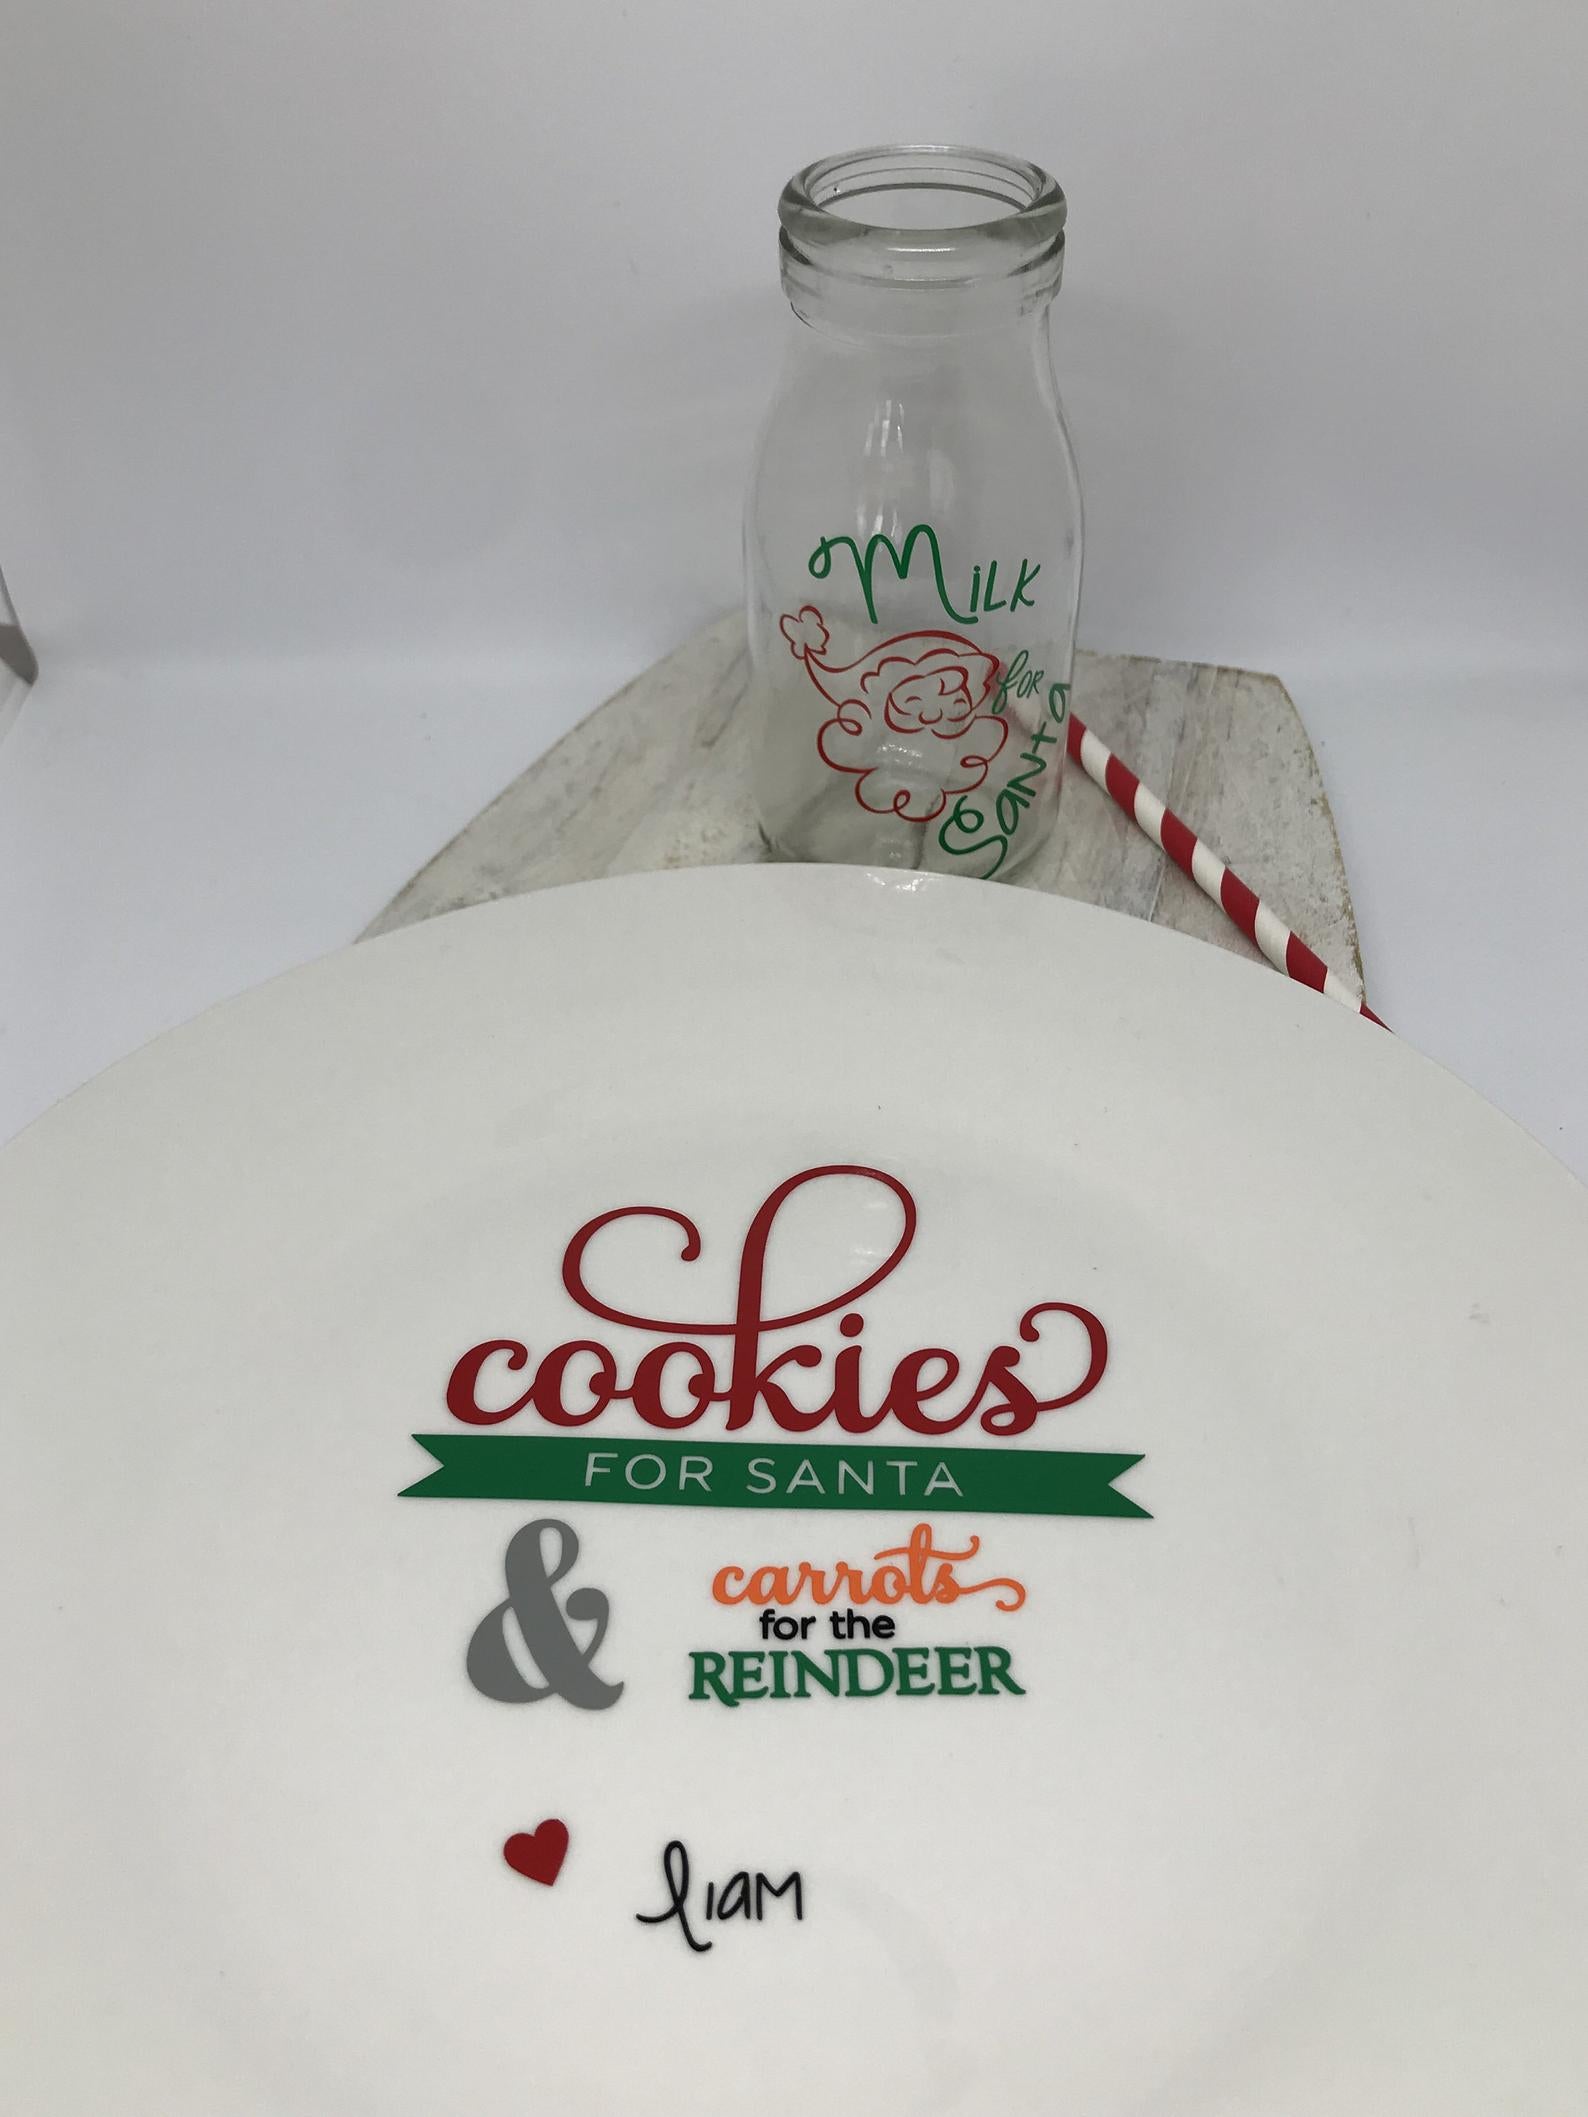 Milk
for
Santa
cookies
FOR SANTA
&
carrots
for the
REINDEER
liam